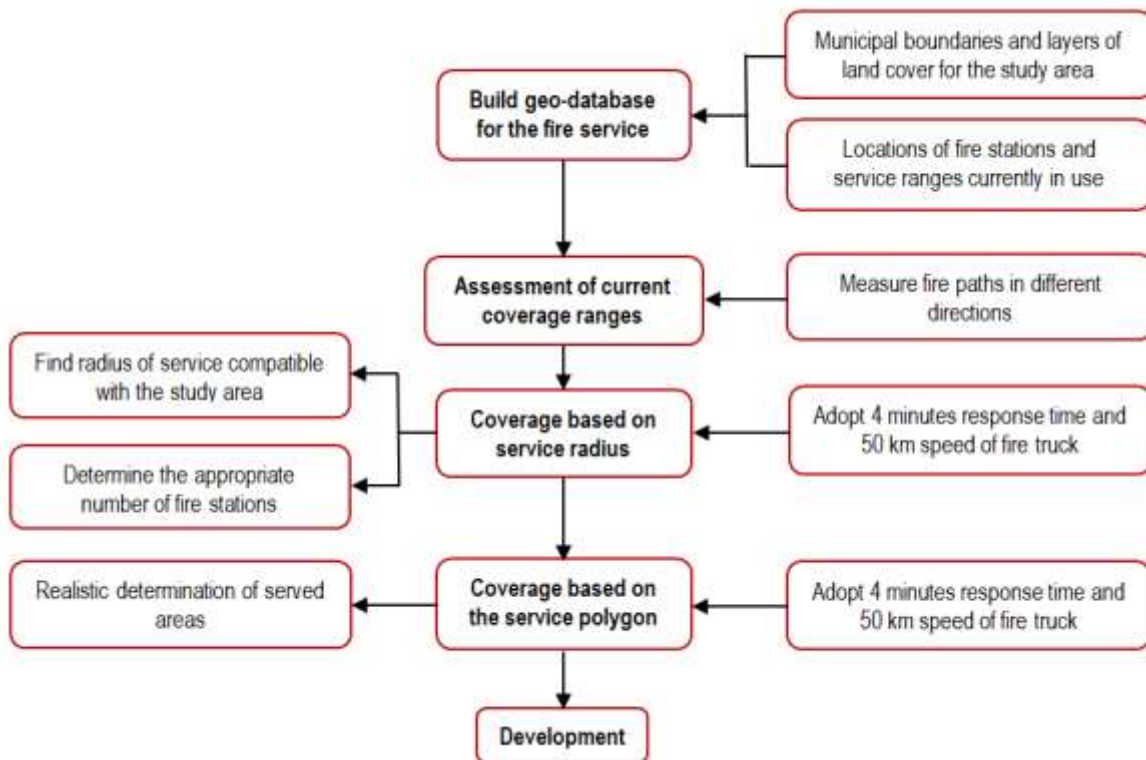 Municipal boundaries and layers of
land cover for the study area
Build geo-database
for the fire service
Locations of fire stations and
service ranges currently in use
Assessment of current
coverage ranges
Measure fire paths in different
directions
Find radius of service compatible
with the study area
Coverage based on
service radius
Adopt 4 minutes response time and
50 km speed of fire truck
Determine the appropriate
number of fire stations
Realistic determination of served
areas
Coverage based on
the service polygon
Adopt 4 minutes response time and
50 km speed of fire truck
Development